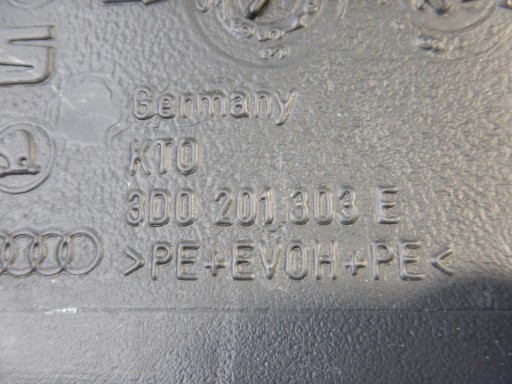 Germany
KTO
3D0 201 303 E
>PE+EVOH+PE<